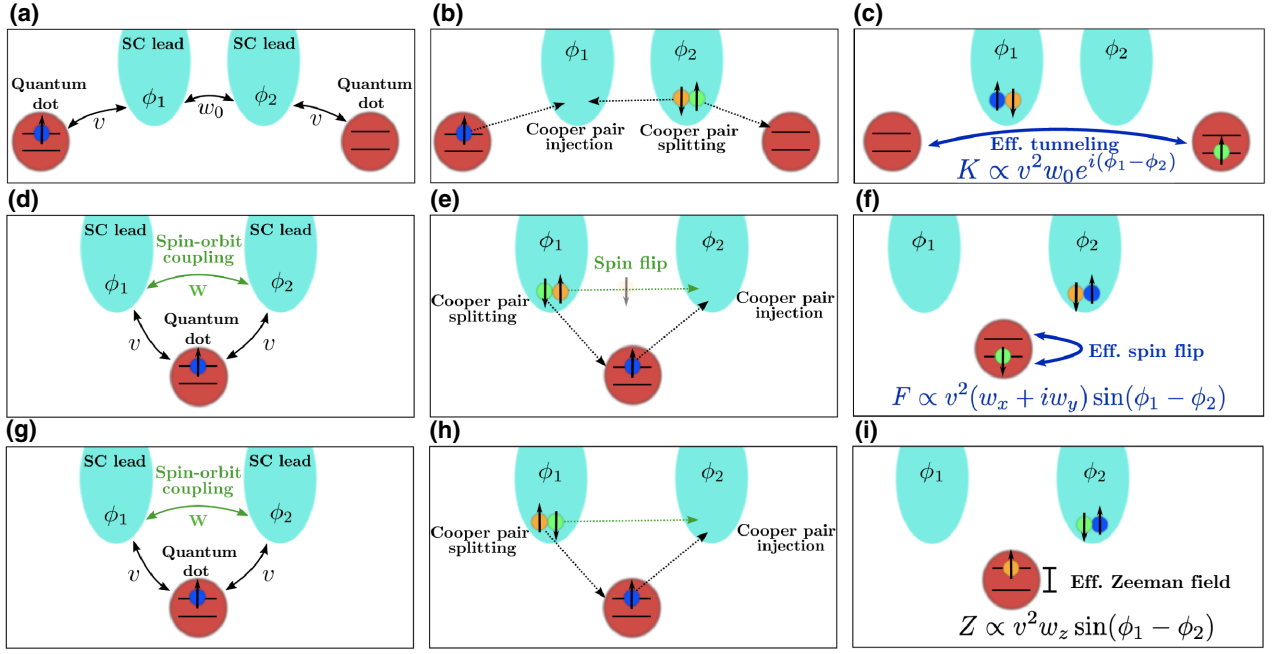 (a)
SC lead SC lead
Quantum dot
ϕ₁ ϕ₂
v w₀ v
Quantum dot
(b)
ϕ₁ ϕ₂
Cooper pair injection
Cooper pair splitting
(c)
ϕ₁ ϕ₂
Eff. tunneling
K ∝ v²w₀e^{i(ϕ₁−ϕ₂)}
(d)
SC lead SC lead
Spin-orbit
coupling
w
ϕ₁ ϕ₂
Quantum
dot
v v
(e)
ϕ₁ ϕ₂
Spin flip
Cooper pair
splitting
Cooper pair
injection
(f)
ϕ₁ ϕ₂
Eff. spin flip
F ∝ v²(wₓ + iw_y) sin(ϕ₁ − ϕ₂)
(g)
SC lead SC lead
Spin-orbit
coupling
w
ϕ₁ ϕ₂
Quantum
dot
v v
(h)
ϕ₁ ϕ₂
Cooper pair
splitting
Cooper pair
injection
(i)
ϕ₁ ϕ₂
Eff. Zeeman field
Z ∝ v²w_z sin(ϕ₁ − ϕ₂)